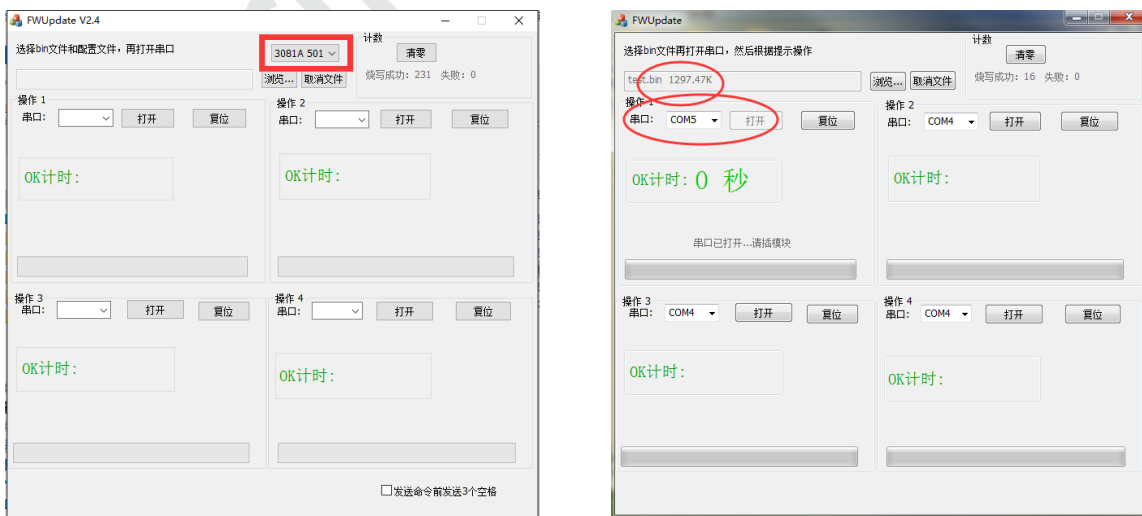 FWUpdate V2.4
选择bin文件和配置文件，再打开串口
3081A 501
计数
清零
浏览... 取消文件
烧写成功: 231 失败: 0
操作 1
串口: 打开 复位
OK计时:
操作 2
串口: 打开 复位
OK计时:
操作 3
串口: 打开 复位
OK计时:
操作 4
串口: 打开 复位
OK计时:
发送命令前发送3个空格
FWUpdate
选择bin文件再打开串口，然后根据提示操作
计数
清零
test.bin 1297.47K
浏览... 取消文件
烧写成功: 16 失败: 0
操作 1
串口: COM5 打开 复位
OK计时: 0 秒
串口已打开...请插模块
操作 2
串口: COM4 打开 复位
OK计时:
操作 3
串口: COM4 打开 复位
OK计时:
操作 4
串口: COM4 打开 复位
OK计时: